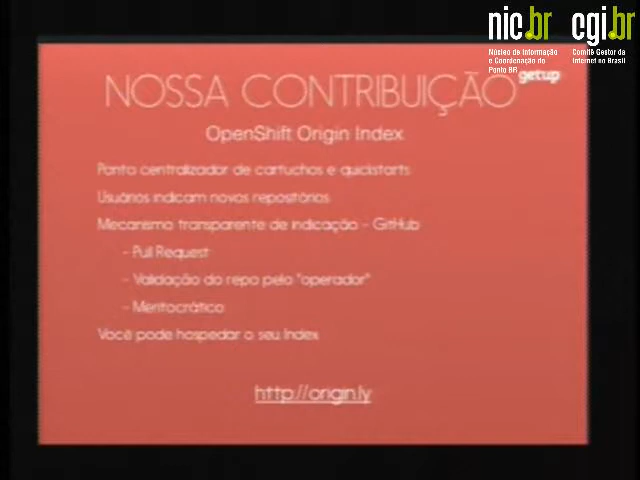 nic.br cgi.br
Núcleo de Informação
e Coordenação do
Ponto BR
Comitê Gestor da
Internet no Brasil
getup
NOSSA CONTRIBUIÇÃO
OpenShift Origin Index
Ponto centralizador de cartuchos e quickstarts
Usuários indicam novos repositórios
Mecanismo transparente de indicação - GitHub
- Pull Request
- Validação do repo pelo "operador"
- Meritocrático
Você pode hospedar o seu Index
http://origin.ly